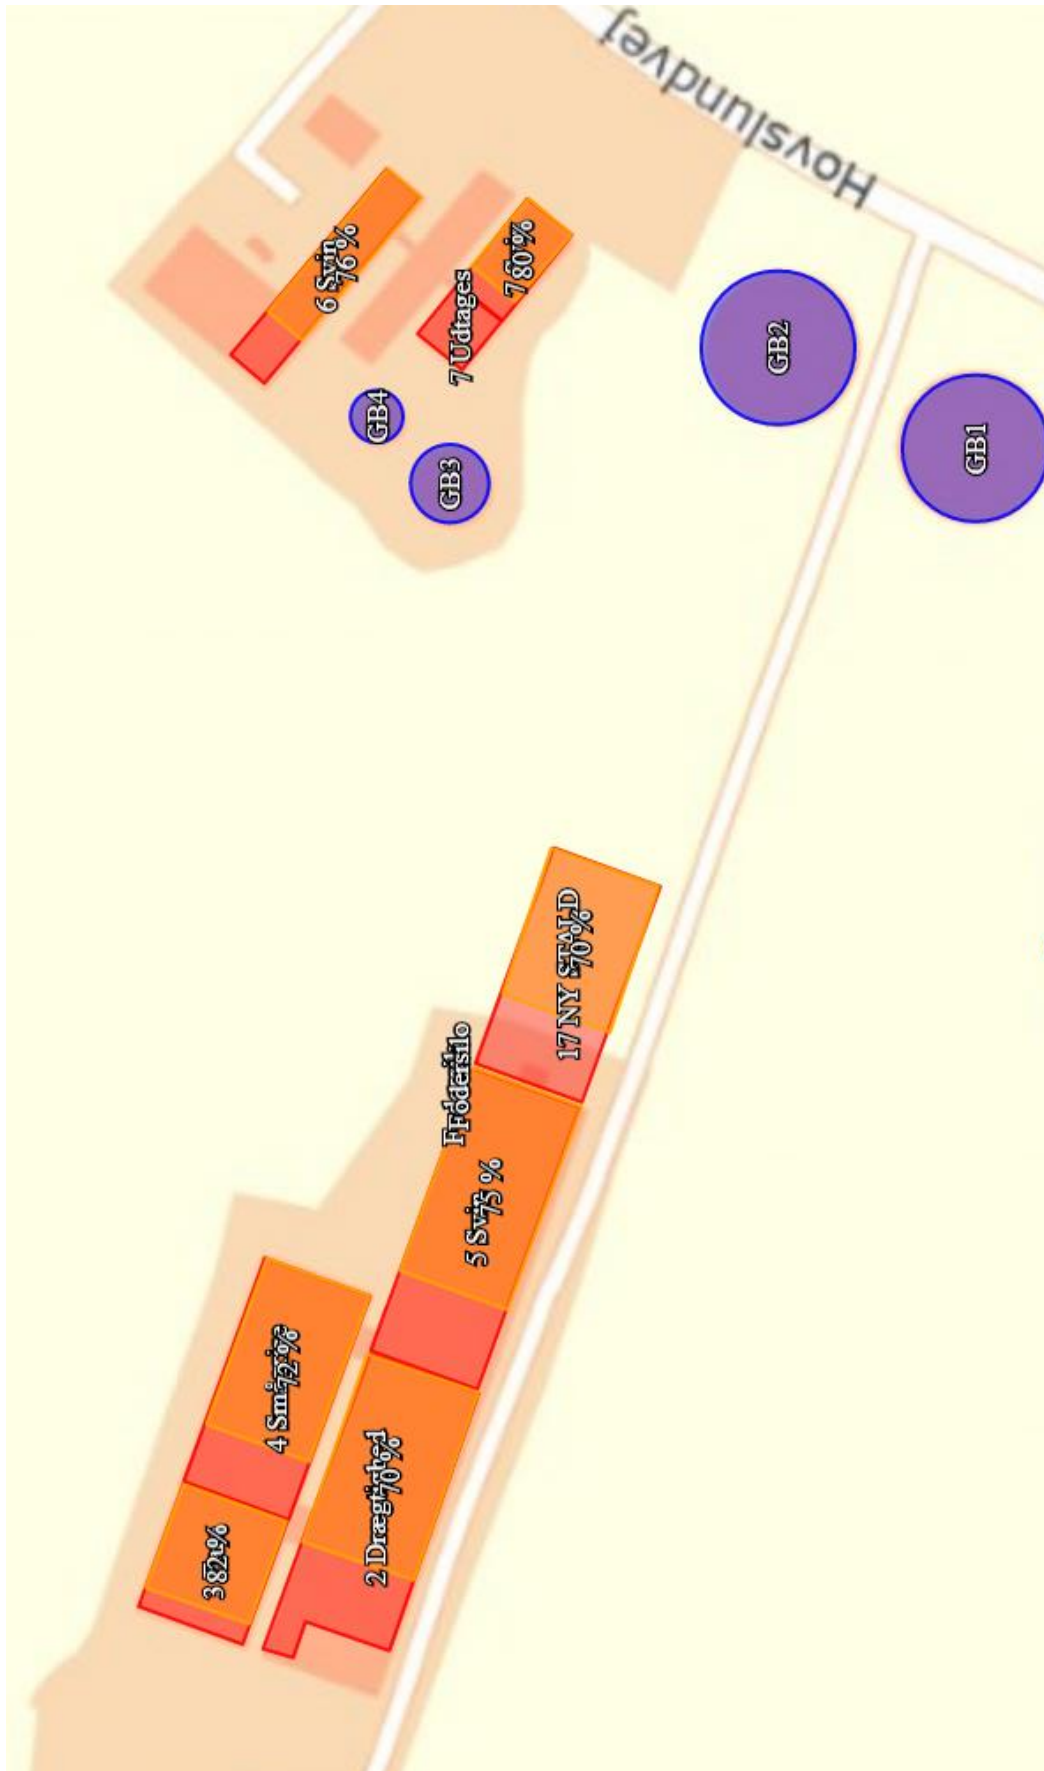 Hovslundvej
6 Svin
76 %
7
80 %
7 Udtages
GB2
GB1
GB4
GB3
17 NY STALD
70 %
Fodersilo
5 Svin
75 %
4 Små
72 %
3
82 %
2 Drægtighed
70 %